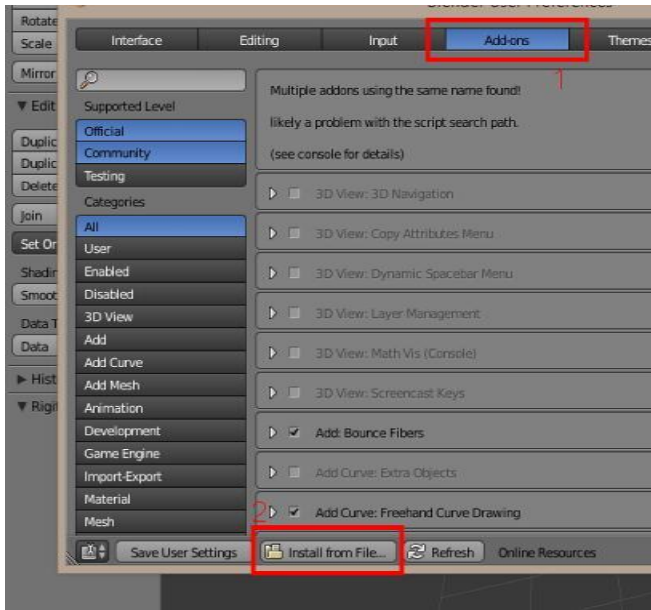 Blender User Preferences
Rotate
Scale
Mirror
Edit
Duplic
Duplic
Delete
Join
Set Or
Shadin
Smoot
Data T
Data
Hist
Rigi
Interface Editing Input Add-ons Themes
1
Supported Level
Official
Community
Testing
Categories
All
User
Enabled
Disabled
3D View
Add
Add Curve
Add Mesh
Animation
Development
Game Engine
Import-Export
Material
Mesh
Multiple addons using the same name found!
likely a problem with the script search path.
(see console for details)
3D View: 3D Navigation
3D View: Copy Attributes Menu
3D View: Dynamic Spacebar Menu
3D View: Layer Management
3D View: Math Vis (Console)
3D View: Screencast Keys
Add: Bounce Fibers
Add Curve: Extra Objects
2
Add Curve: Freehand Curve Drawing
Save User Settings Install from File... Refresh Online Resources